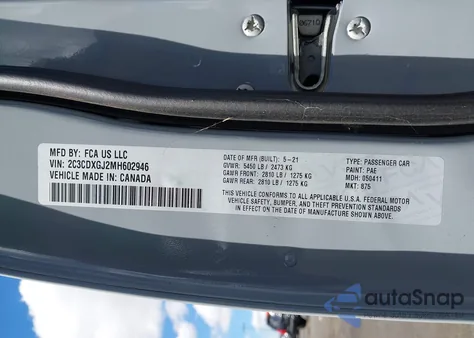 06710
MFD BY: FCA US LLC
VIN: 2C3CDXGJ2MH602946
VEHICLE MADE IN: CANADA
DATE OF MFR (BUILT): 5-21
GVWR: 5450 LB / 2473 KG
GAWR FRONT: 2810 LB / 1275 KG
GAWR REAR: 2810 LB / 1275 KG
TYPE: PASSENGER CAR
PAINT: PAE
MDH: 050411
MKT: 875
THIS VEHICLE CONFORMS TO ALL APPLICABLE U.S.A. FEDERAL MOTOR
VEHICLE SAFETY, BUMPER, AND THEFT PREVENTION STANDARDS
IN EFFECT ON THE DATE OF MANUFACTURE SHOWN ABOVE.
autoSnap